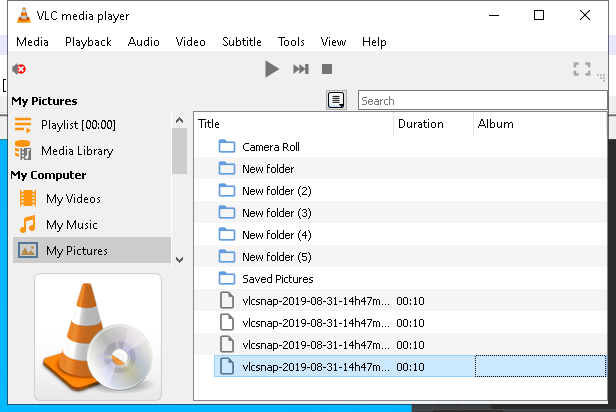 VLC media player
Media Playback Audio Video Subtitle Tools View Help
My Pictures
Search
Playlist [00:00]
Media Library
My Computer
My Videos
My Music
My Pictures
Title Duration Album
Camera Roll
New folder
New folder (2)
New folder (3)
New folder (4)
New folder (5)
Saved Pictures
vlcsnap-2019-08-31-14h47m... 00:10
vlcsnap-2019-08-31-14h47m... 00:10
vlcsnap-2019-08-31-14h47m... 00:10
vlcsnap-2019-08-31-14h47m... 00:10